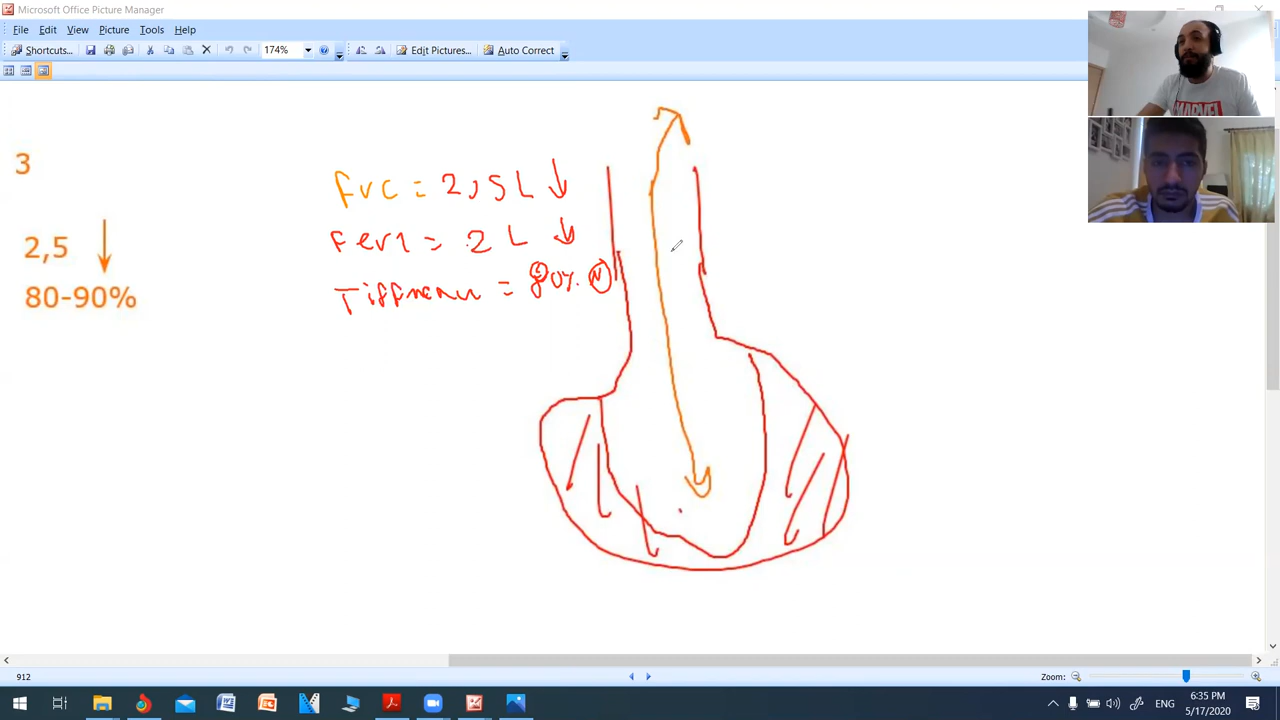 Microsoft Office Picture Manager
File Edit View Picture Tools Help
Shortcuts... 174% Edit Pictures... Auto Correct
3
2,5
80-90%
FVC = 2,5 L ↓
Fev1 = 2 L ↓
= 80% N
MARVEL
912
Zoom:
ENG
6:35 PM
5/17/2020